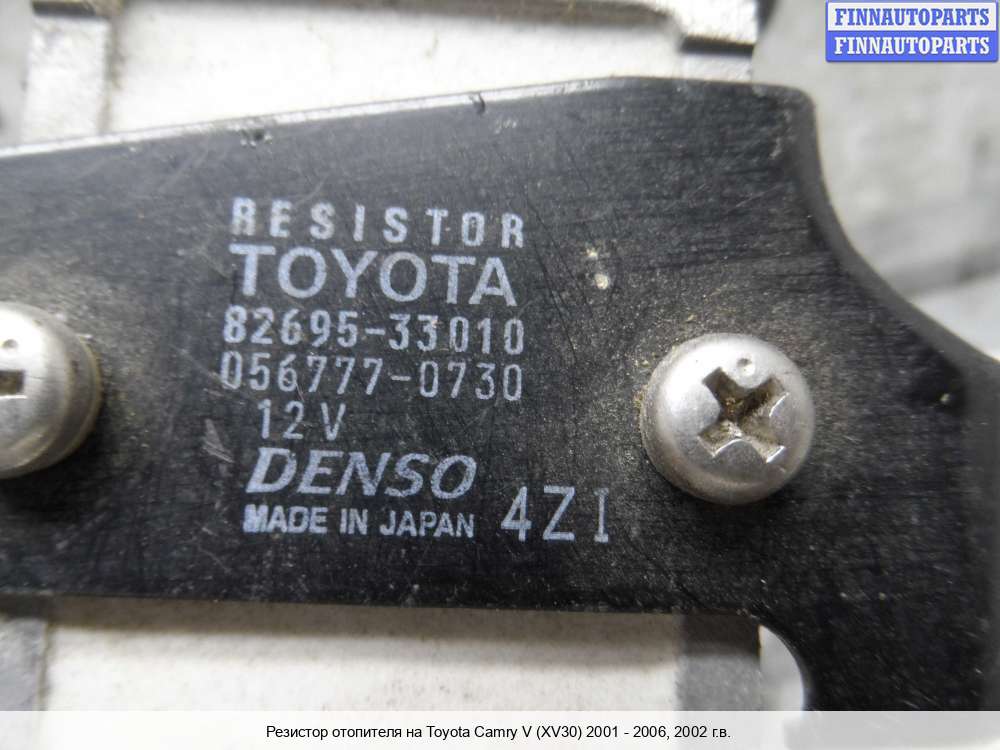 FINNAUTOPARTS
FINNAUTOPARTS
RESISTOR
TOYOTA
82695-33010
056777-0730
12V
DENSO
MADE IN JAPAN 4ZI
Резистор отопителя на Toyota Camry V (XV30) 2001 - 2006, 2002 г.в.